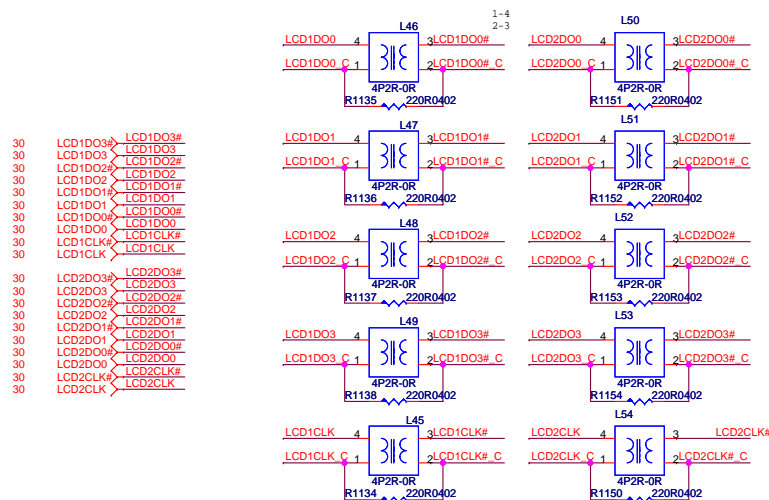 1-4
2-3
L46
LCD1DO0 4 3 LCD1DO0#
LCD1DO0_C 1 2 LCD1DO0#_C
4P2R-0R
R1135 220R0402
L50
LCD2DO0 4 3 LCD2DO0#
LCD2DO0_C 1 2 LCD2DO0#_C
4P2R-0R
R1151 220R0402
L47
LCD1DO1 4 3 LCD1DO1#
LCD1DO1_C 1 2 LCD1DO1#_C
4P2R-0R
R1136 220R0402
L51
LCD2DO1 4 3 LCD2DO1#
LCD2DO1_C 1 2 LCD2DO1#_C
4P2R-0R
R1152 220R0402
30 LCD1DO3# LCD1DO3#
30 LCD1DO3 LCD1DO3
30 LCD1DO2# LCD1DO2#
30 LCD1DO2 LCD1DO2
30 LCD1DO1# LCD1DO1#
30 LCD1DO1 LCD1DO1
30 LCD1DO0# LCD1DO0#
30 LCD1DO0 LCD1DO0
30 LCD1CLK# LCD1CLK#
30 LCD1CLK LCD1CLK
30 LCD2DO3# LCD2DO3#
30 LCD2DO3 LCD2DO3
30 LCD2DO2# LCD2DO2#
30 LCD2DO2 LCD2DO2
30 LCD2DO1# LCD2DO1#
30 LCD2DO1 LCD2DO1
30 LCD2DO0# LCD2DO0#
30 LCD2DO0 LCD2DO0
30 LCD2CLK# LCD2CLK#
30 LCD2CLK LCD2CLK
L48
LCD1DO2 4 3 LCD1DO2#
LCD1DO2_C 1 2 LCD1DO2#_C
4P2R-0R
R1137 220R0402
L52
LCD2DO2 4 3 LCD2DO2#
LCD2DO2_C 1 2 LCD2DO2#_C
4P2R-0R
R1153 220R0402
L49
LCD1DO3 4 3 LCD1DO3#
LCD1DO3_C 1 2 LCD1DO3#_C
4P2R-0R
R1138 220R0402
L53
LCD2DO3 4 3 LCD2DO3#
LCD2DO3_C 1 2 LCD2DO3#_C
4P2R-0R
R1154 220R0402
L45
LCD1CLK 4 3 LCD1CLK#
LCD1CLK_C 1 2 LCD1CLK#_C
4P2R-0R
R1134 220R0402
L54
LCD2CLK 4 3 LCD2CLK#
LCD2CLK_C 1 2 LCD2CLK#_C
4P2R-0R
R1150 220R0402